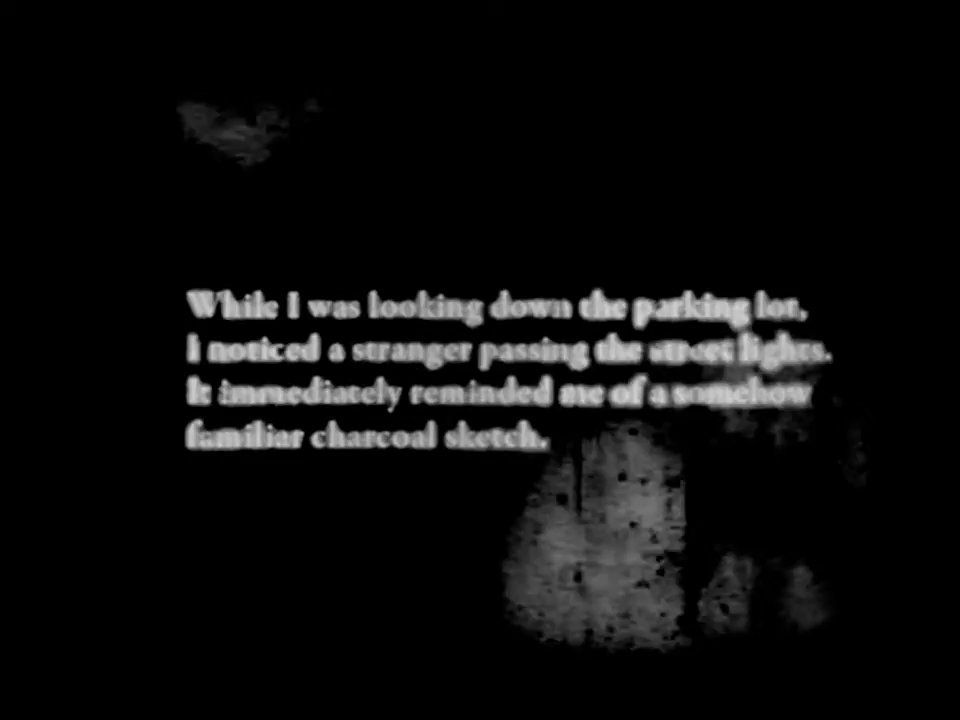 While I was looking down the parking lot,
I noticed a stranger passing the street lights.
It immediately reminded me of a somehow
familiar charcoal sketch.